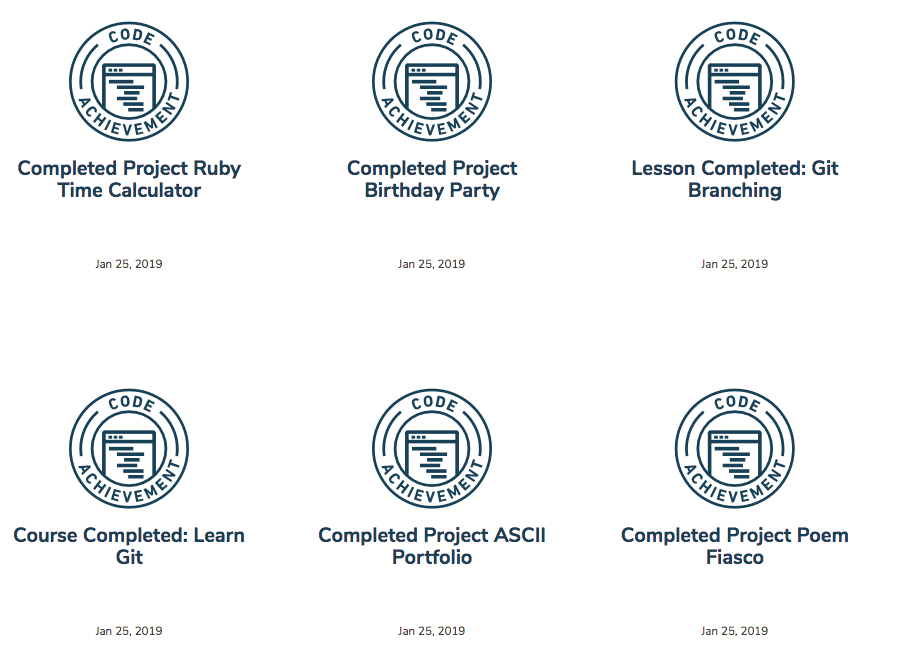 CODE ACHIEVEMENT
Completed Project Ruby
Time Calculator
Jan 25, 2019
CODE ACHIEVEMENT
Completed Project
Birthday Party
Jan 25, 2019
CODE ACHIEVEMENT
Lesson Completed: Git
Branching
Jan 25, 2019
CODE ACHIEVEMENT
Course Completed: Learn
Git
Jan 25, 2019
CODE ACHIEVEMENT
Completed Project ASCII
Portfolio
Jan 25, 2019
CODE ACHIEVEMENT
Completed Project Poem
Fiasco
Jan 25, 2019